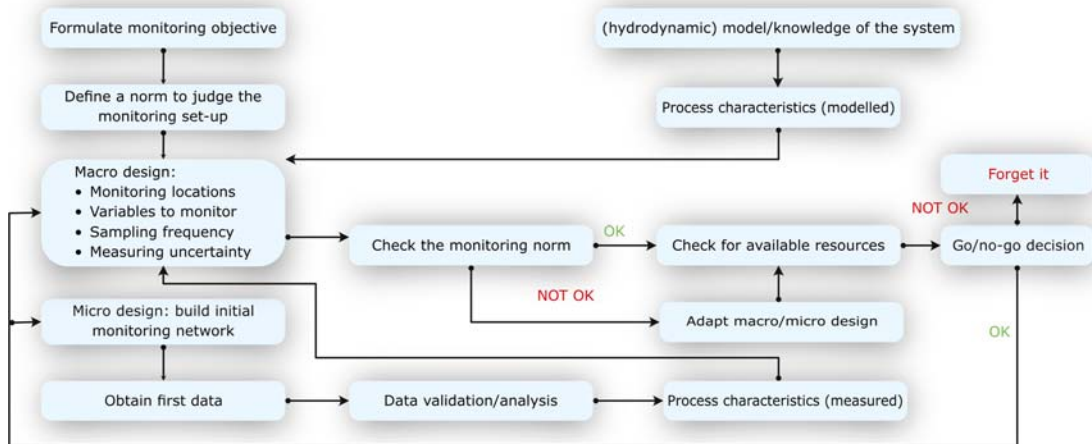 Formulate monitoring objective
(hydrodynamic) model/knowledge of the system
Define a norm to judge the
monitoring set-up
Process characteristics (modelled)
Macro design:
• Monitoring locations
• Variables to monitor
• Sampling frequency
• Measuring uncertainty
Forget it
NOT OK
Check the monitoring norm
OK
Check for available resources
Go/no-go decision
NOT OK
Micro design: build initial
monitoring network
Adapt macro/micro design
OK
Obtain first data
Data validation/analysis
Process characteristics (measured)